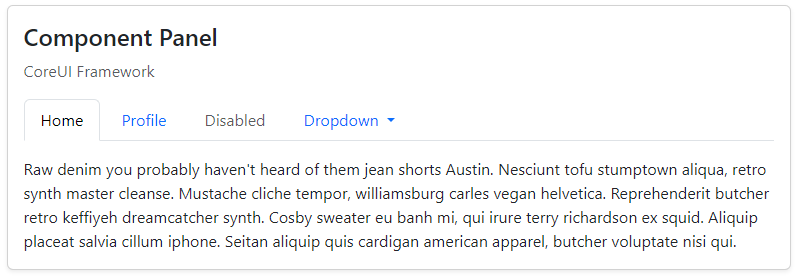 Component Panel
CoreUI Framework
Home Profile Disabled Dropdown
Raw denim you probably haven't heard of them jean shorts Austin. Nesciunt tofu stumptown aliqua, retro
synth master cleanse. Mustache cliche tempor, williamsburg carles vegan helvetica. Reprehenderit butcher
retro keffiyeh dreamcatcher synth. Cosby sweater eu banh mi, qui irure terry richardson ex squid. Aliquip
placeat salvia cillum iphone. Seitan aliquip quis cardigan american apparel, butcher voluptate nisi qui.